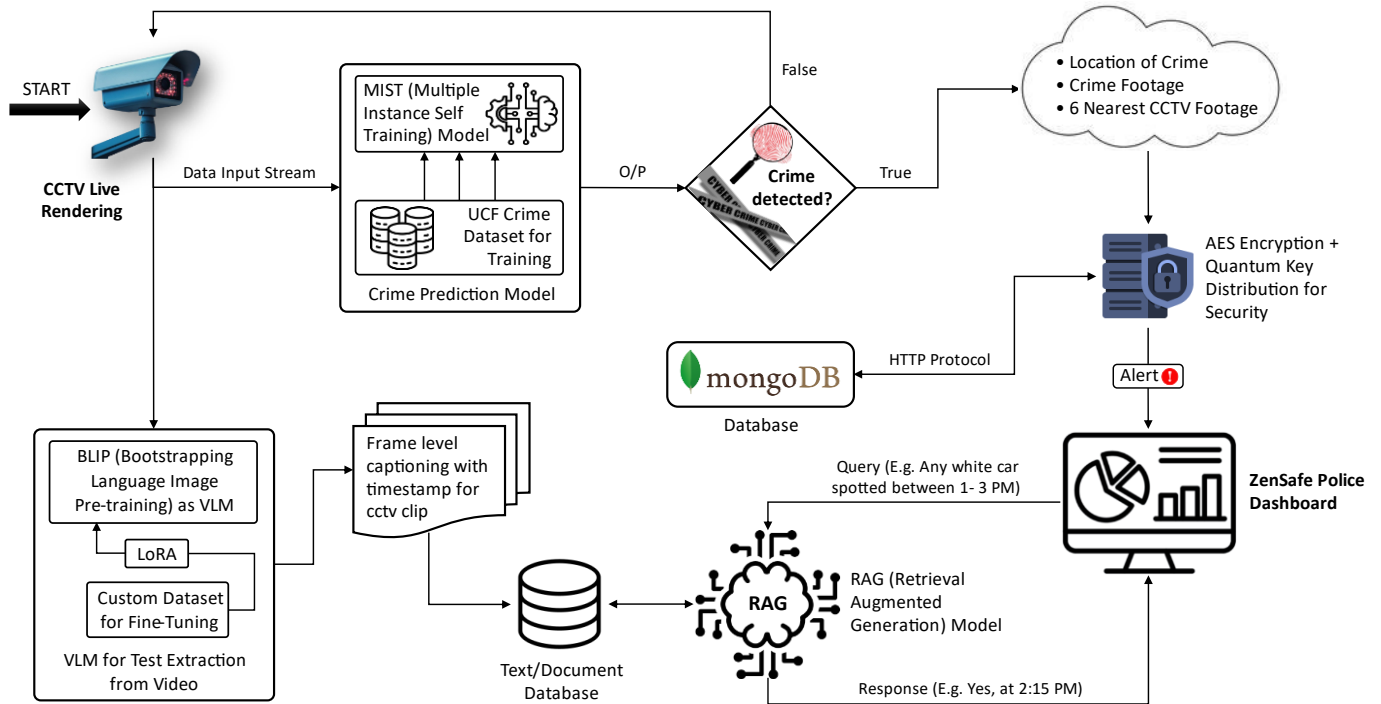 START
CCTV Live
Rendering
Data Input Stream
MIST (Multiple
Instance Self
Training) Model
UCF Crime
Dataset for
Training
Crime Prediction Model
O/P
False
Crime
detected?
CYBER CRIME CYBER
True
• Location of Crime
• Crime Footage
• 6 Nearest CCTV Footage
AES Encryption +
Quantum Key
Distribution for
Security
HTTP Protocol
mongoDB
Database
Alert
ZenSafe Police
Dashboard
Query (E.g. Any white car
spotted between 1- 3 PM)
BLIP (Bootstrapping
Language Image
Pre-training) as VLM
LoRA
Custom Dataset
for Fine-Tuning
VLM for Test Extraction
from Video
Frame level
captioning with
timestamp for
cctv clip
Text/Document
Database
RAG
RAG (Retrieval
Augmented
Generation) Model
Response (E.g. Yes, at 2:15 PM)